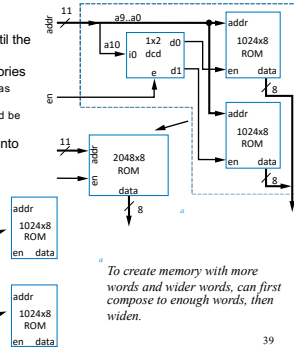 11
a9..a0
addr
a10
i0
1x2
dcd
d0
d1
e
en
addr
1024x8
ROM
en data
8
addr
1024x8
ROM
en data
8
til the
ories
as
d be
nto
11
addr
en
2048x8
ROM
data
8
a
addr
1024x8
ROM
en data
addr
1024x8
ROM
en data
a
To create memory with more
words and wider words, can first
compose to enough words, then
widen.
39